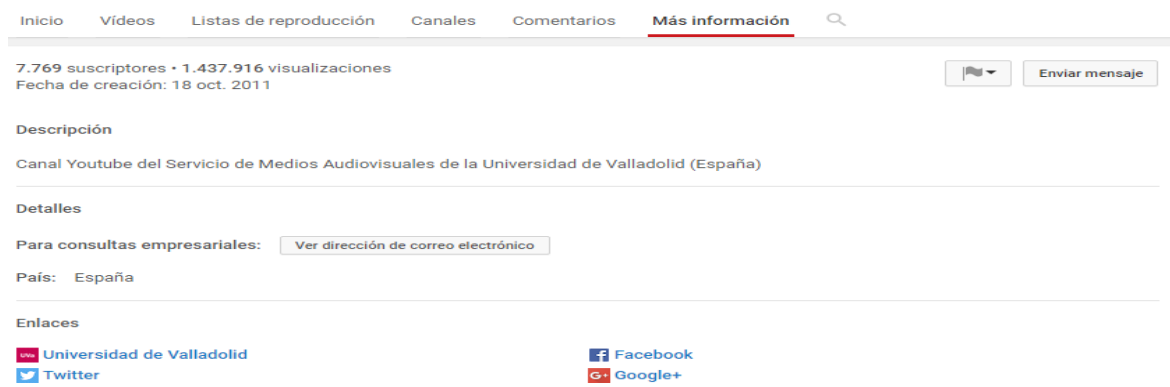 Inicio Vídeos Listas de reproducción Canales Comentarios Más información
7.769 suscriptores • 1.437.916 visualizaciones
Fecha de creación: 18 oct. 2011
Enviar mensaje
Descripción
Canal Youtube del Servicio de Medios Audiovisuales de la Universidad de Valladolid (España)
Detalles
Para consultas empresariales: Ver dirección de correo electrónico
País: España
Enlaces
UVa Universidad de Valladolid
Facebook
Twitter
G+ Google+